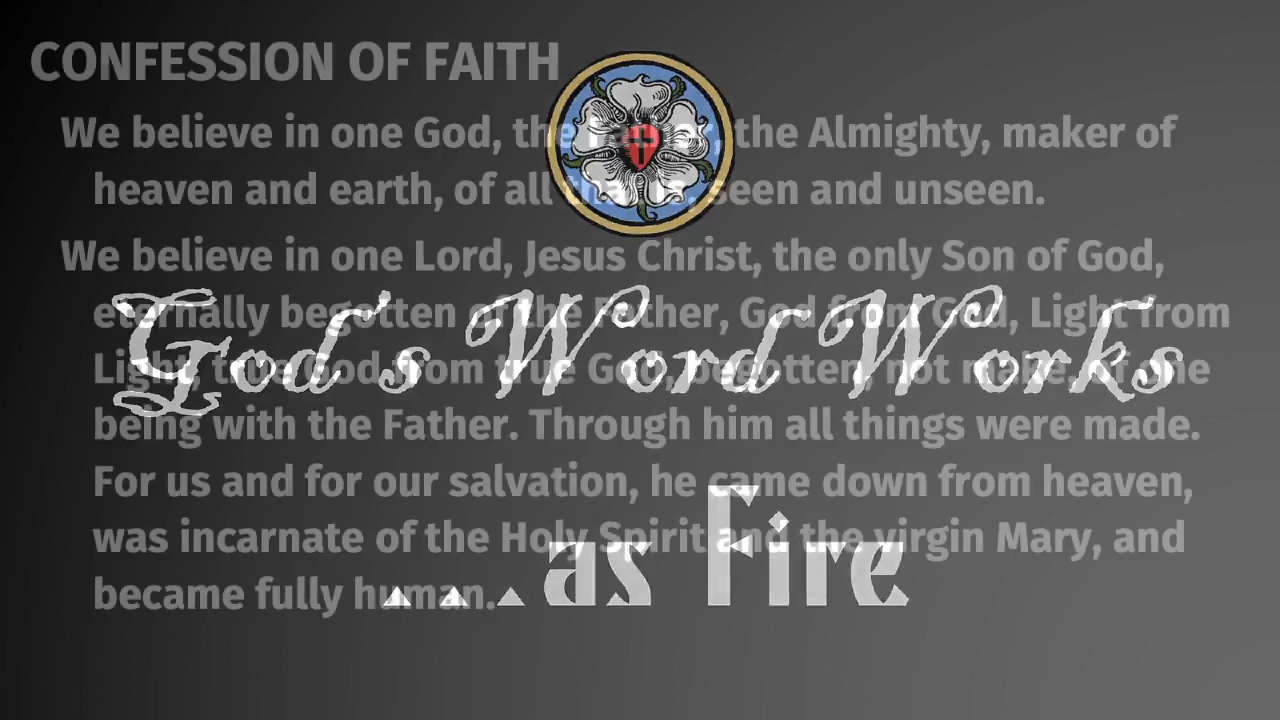 CONFESSION OF FAITH
We believe in one God, the Father, the Almighty, maker of
heaven and earth, of all that is, seen and unseen.
We believe in one Lord, Jesus Christ, the only Son of God,
eternally begotten of the Father, God from God, Light from
Light, true God from true God, begotten, not made, of one
being with the Father. Through him all things were made.
For us and for our salvation, he came down from heaven,
was incarnate of the Holy Spirit and the virgin Mary, and
became fully human.
God's Word Works
...as Fire